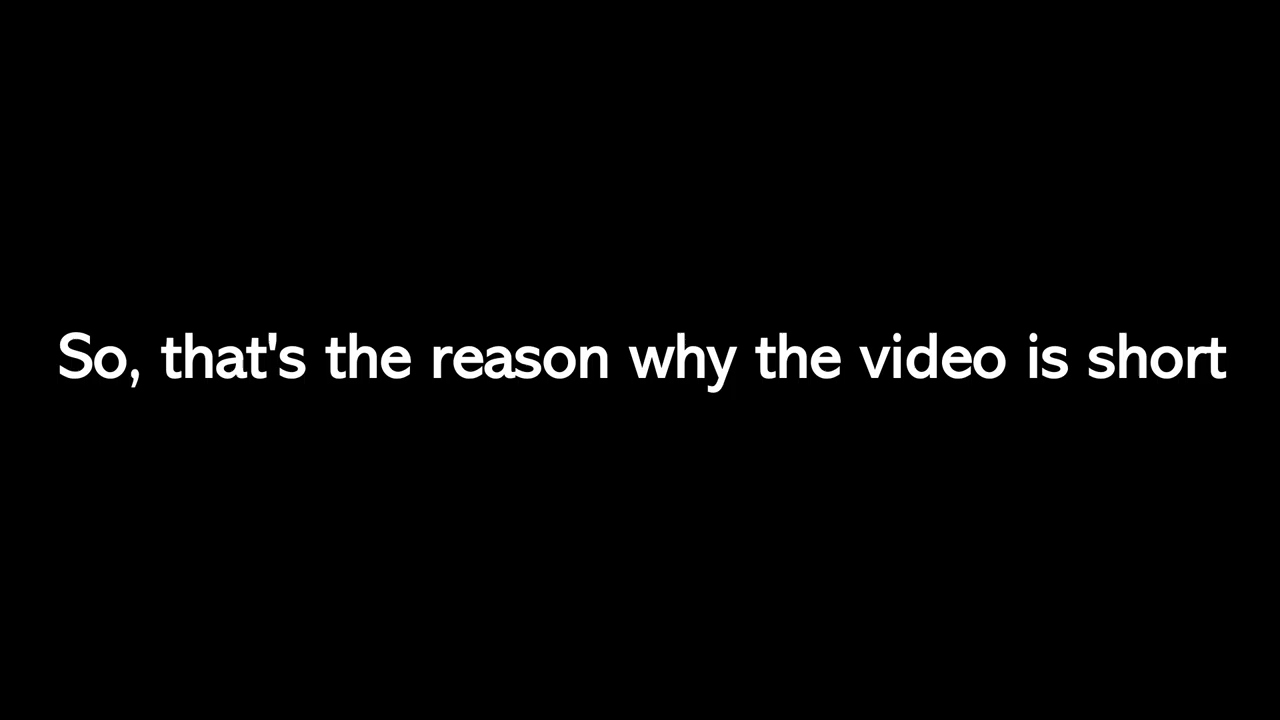 So, that's the reason why the video is short